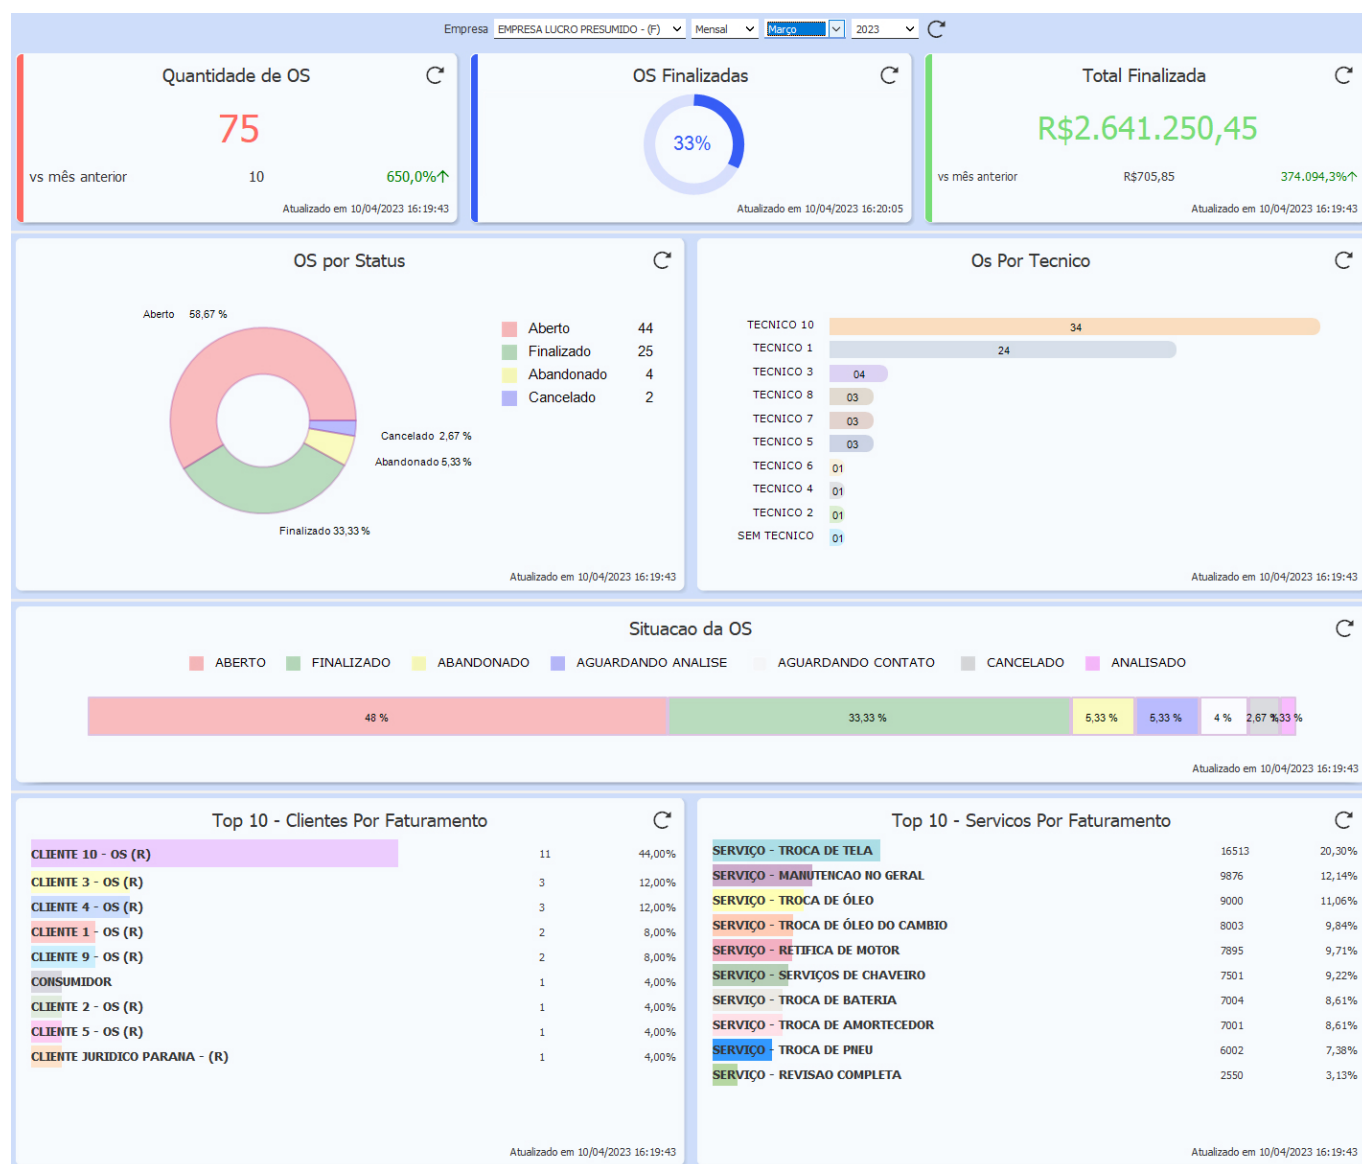 Empresa EMPRESA LUCRO PRESUMIDO - (F) Mensal Março 2023
Quantidade de OS
75
vs mês anterior 10 650,0%↑
Atualizado em 10/04/2023 16:19:43
OS Finalizadas
33%
Atualizado em 10/04/2023 16:20:05
Total Finalizada
R$2.641.250,45
vs mês anterior R$705,85 374.094,3%↑
Atualizado em 10/04/2023 16:19:43
OS por Status
Aberto 58,67 %
Cancelado 2,67 %
Abandonado 5,33 %
Finalizado 33,33 %
Aberto 44
Finalizado 25
Abandonado 4
Cancelado 2
Atualizado em 10/04/2023 16:19:43
Os Por Tecnico
TECNICO 10 34
TECNICO 1 24
TECNICO 3 04
TECNICO 8 03
TECNICO 7 03
TECNICO 5 03
TECNICO 6 01
TECNICO 4 01
TECNICO 2 01
SEM TECNICO 01
Atualizado em 10/04/2023 16:19:43
Situacao da OS
ABERTO FINALIZADO ABANDONADO AGUARDANDO ANALISE AGUARDANDO CONTATO CANCELADO ANALISADO
48 % 33,33 % 5,33 % 5,33 % 4 % 2,67 % ,33 %
Atualizado em 10/04/2023 16:19:43
Top 10 - Clientes Por Faturamento
CLIENTE 10 - OS (R) 11 44,00%
CLIENTE 3 - OS (R) 3 12,00%
CLIENTE 4 - OS (R) 3 12,00%
CLIENTE 1 - OS (R) 2 8,00%
CLIENTE 9 - OS (R) 2 8,00%
CONSUMIDOR 1 4,00%
CLIENTE 2 - OS (R) 1 4,00%
CLIENTE 5 - OS (R) 1 4,00%
CLIENTE JURIDICO PARANA - (R) 1 4,00%
Atualizado em 10/04/2023 16:19:43
Top 10 - Servicos Por Faturamento
SERVIÇO - TROCA DE TELA 16513 20,30%
SERVIÇO - MANUTENCAO NO GERAL 9876 12,14%
SERVIÇO - TROCA DE ÓLEO 9000 11,06%
SERVIÇO - TROCA DE ÓLEO DO CAMBIO 8003 9,84%
SERVIÇO - RETIFICA DE MOTOR 7895 9,71%
SERVIÇO - SERVIÇOS DE CHAVEIRO 7501 9,22%
SERVIÇO - TROCA DE BATERIA 7004 8,61%
SERVIÇO - TROCA DE AMORTECEDOR 7001 8,61%
SERVIÇO - TROCA DE PNEU 6002 7,38%
SERVIÇO - REVISAO COMPLETA 2550 3,13%
Atualizado em 10/04/2023 16:19:43